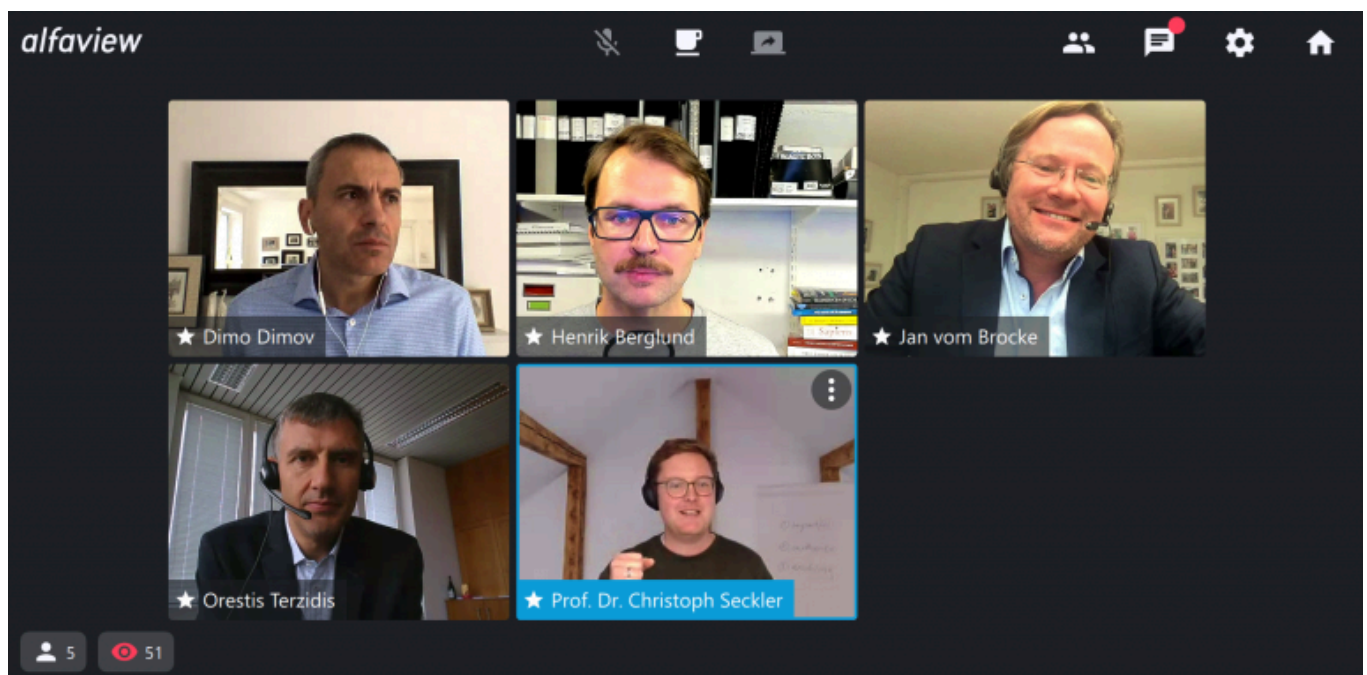 alfaview
Dimo Dimov
Henrik Berglund
Jan vom Brocke
Orestis Terzidis
Prof. Dr. Christoph Seckler
5
51